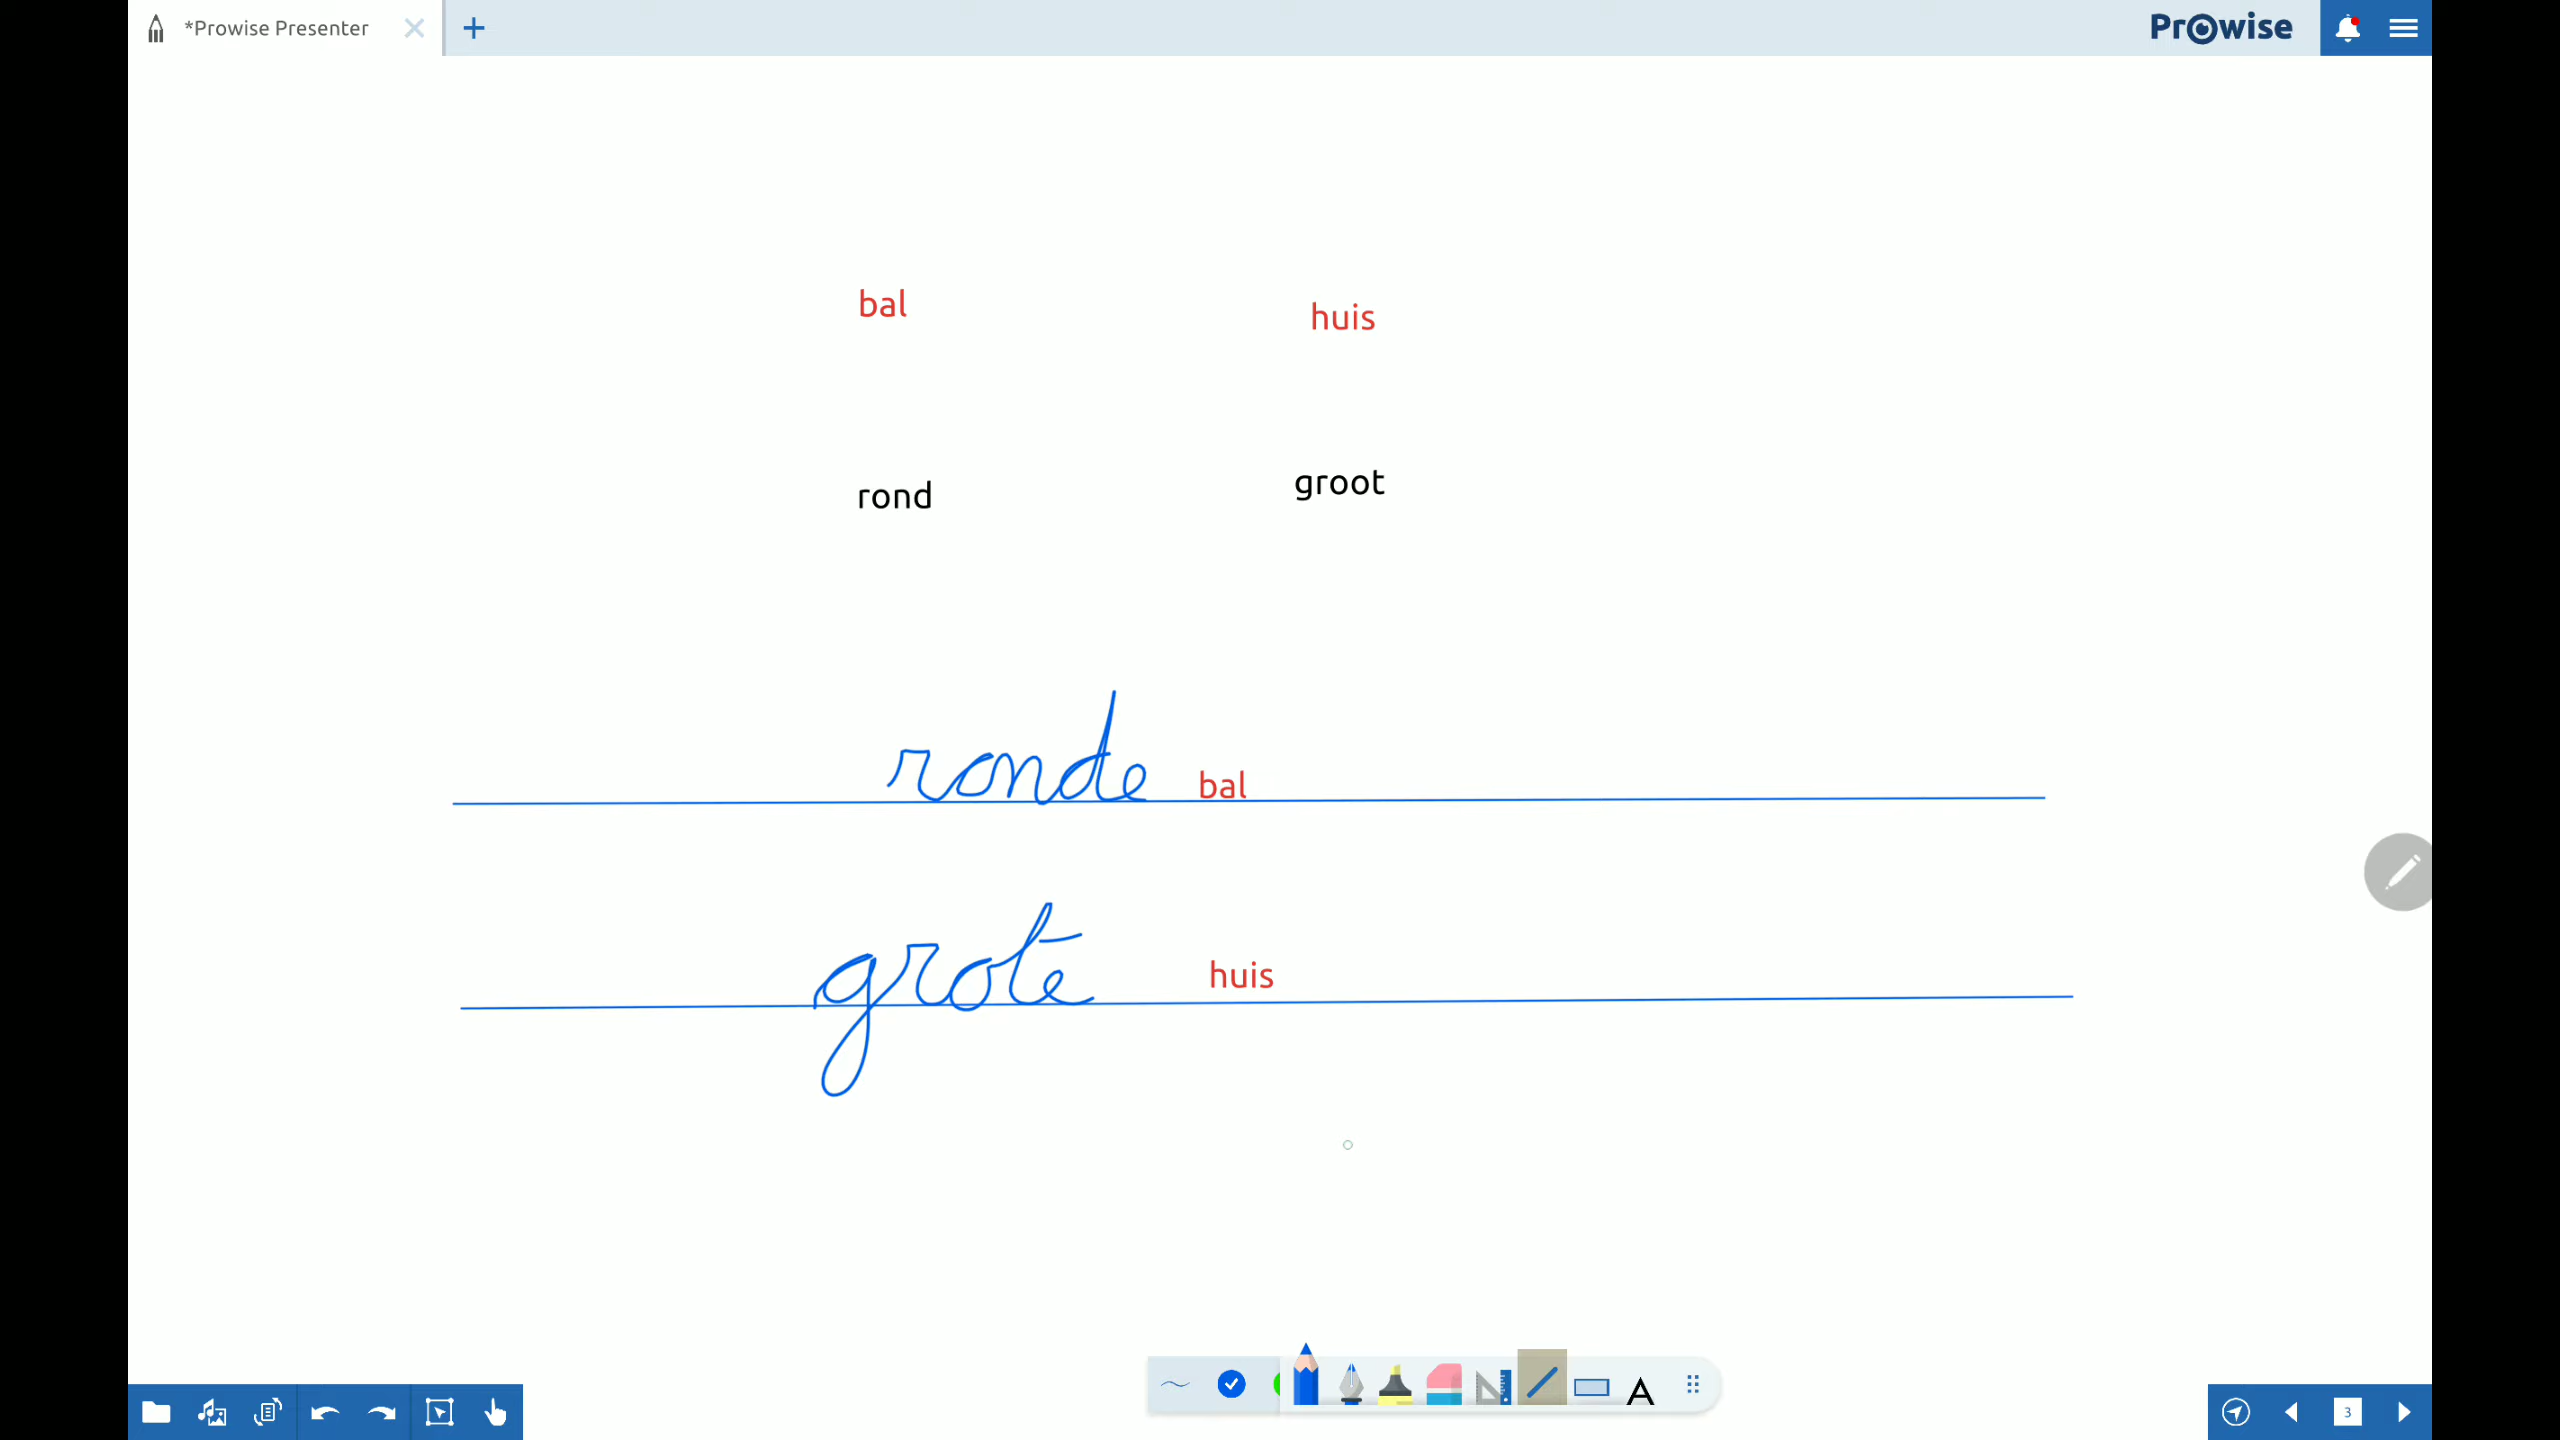 *Prowise Presenter
Prowise
bal huis
rond groot
ronde bal
grote huis
A
3